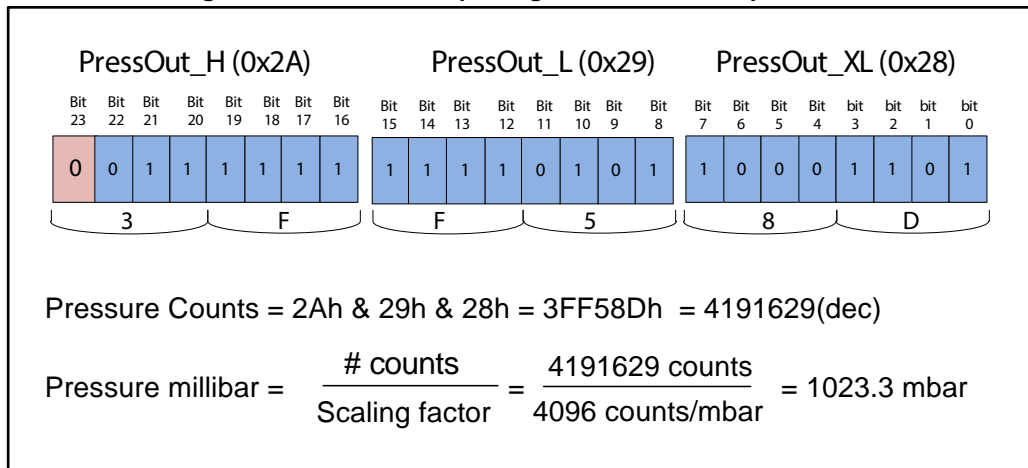 PressOut_H (0x2A) PressOut_L (0x29) PressOut_XL (0x28)
Bit 23 Bit 22 Bit 21 Bit 20 Bit 19 Bit 18 Bit 17 Bit 16 Bit 15 Bit 14 Bit 13 Bit 12 Bit 11 Bit 10 Bit 9 Bit 8 Bit 7 Bit 6 Bit 5 Bit 4 bit 3 bit 2 bit 1 bit 0
0 0 1 1 1 1 1 1 1 1 1 1 0 1 0 1 1 0 0 0 1 1 0 1
3 F F 5 8 D
Pressure Counts = 2Ah & 29h & 28h = 3FF58Dh = 4191629(dec)
Pressure millibar = # counts / Scaling factor = 4191629 counts / 4096 counts/mbar = 1023.3 mbar